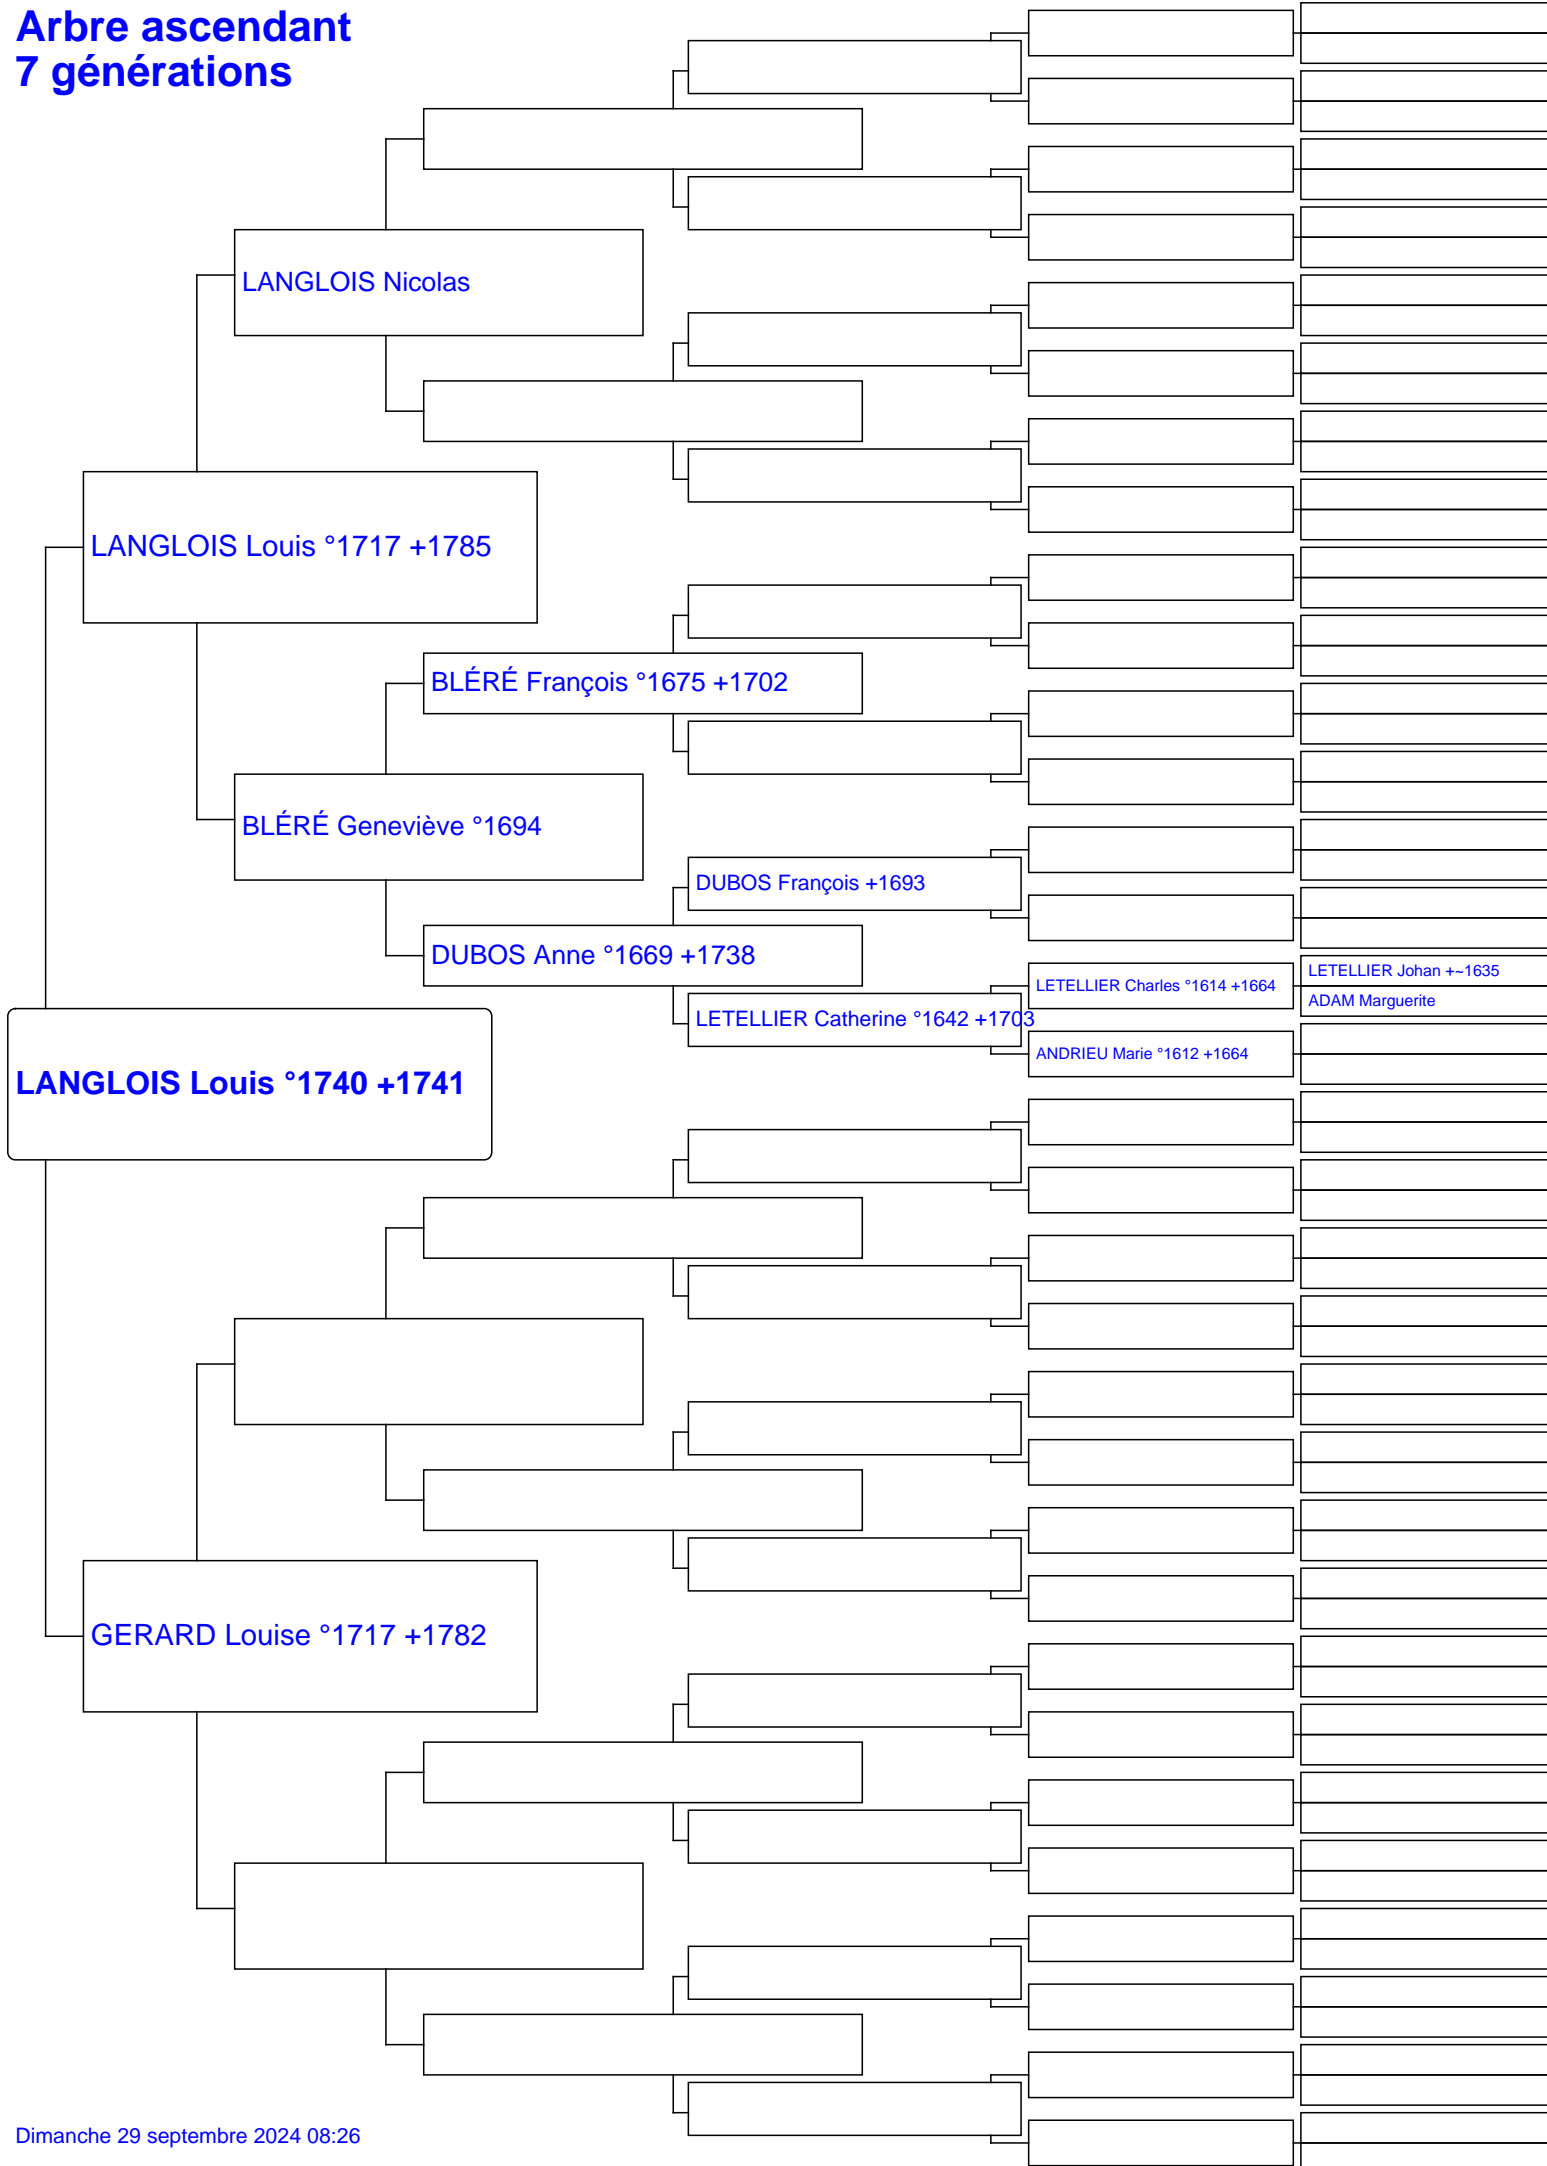 Arbre ascendant
7 générations
LANGLOIS Nicolas
LANGLOIS Louis °1717 +1785
BLÉRÉ François °1675 +1702
BLÉRÉ Geneviève °1694
DUBOS François +1693
DUBOS Anne °1669 +1738
LETELLIER Johan +~1635
LETELLIER Charles °1614 +1664
ADAM Marguerite
LETELLIER Catherine °1642 +1703
ANDRIEU Marie °1612 +1664
LANGLOIS Louis °1740 +1741
GERARD Louise °1717 +1782
Dimanche 29 septembre 2024 08:26